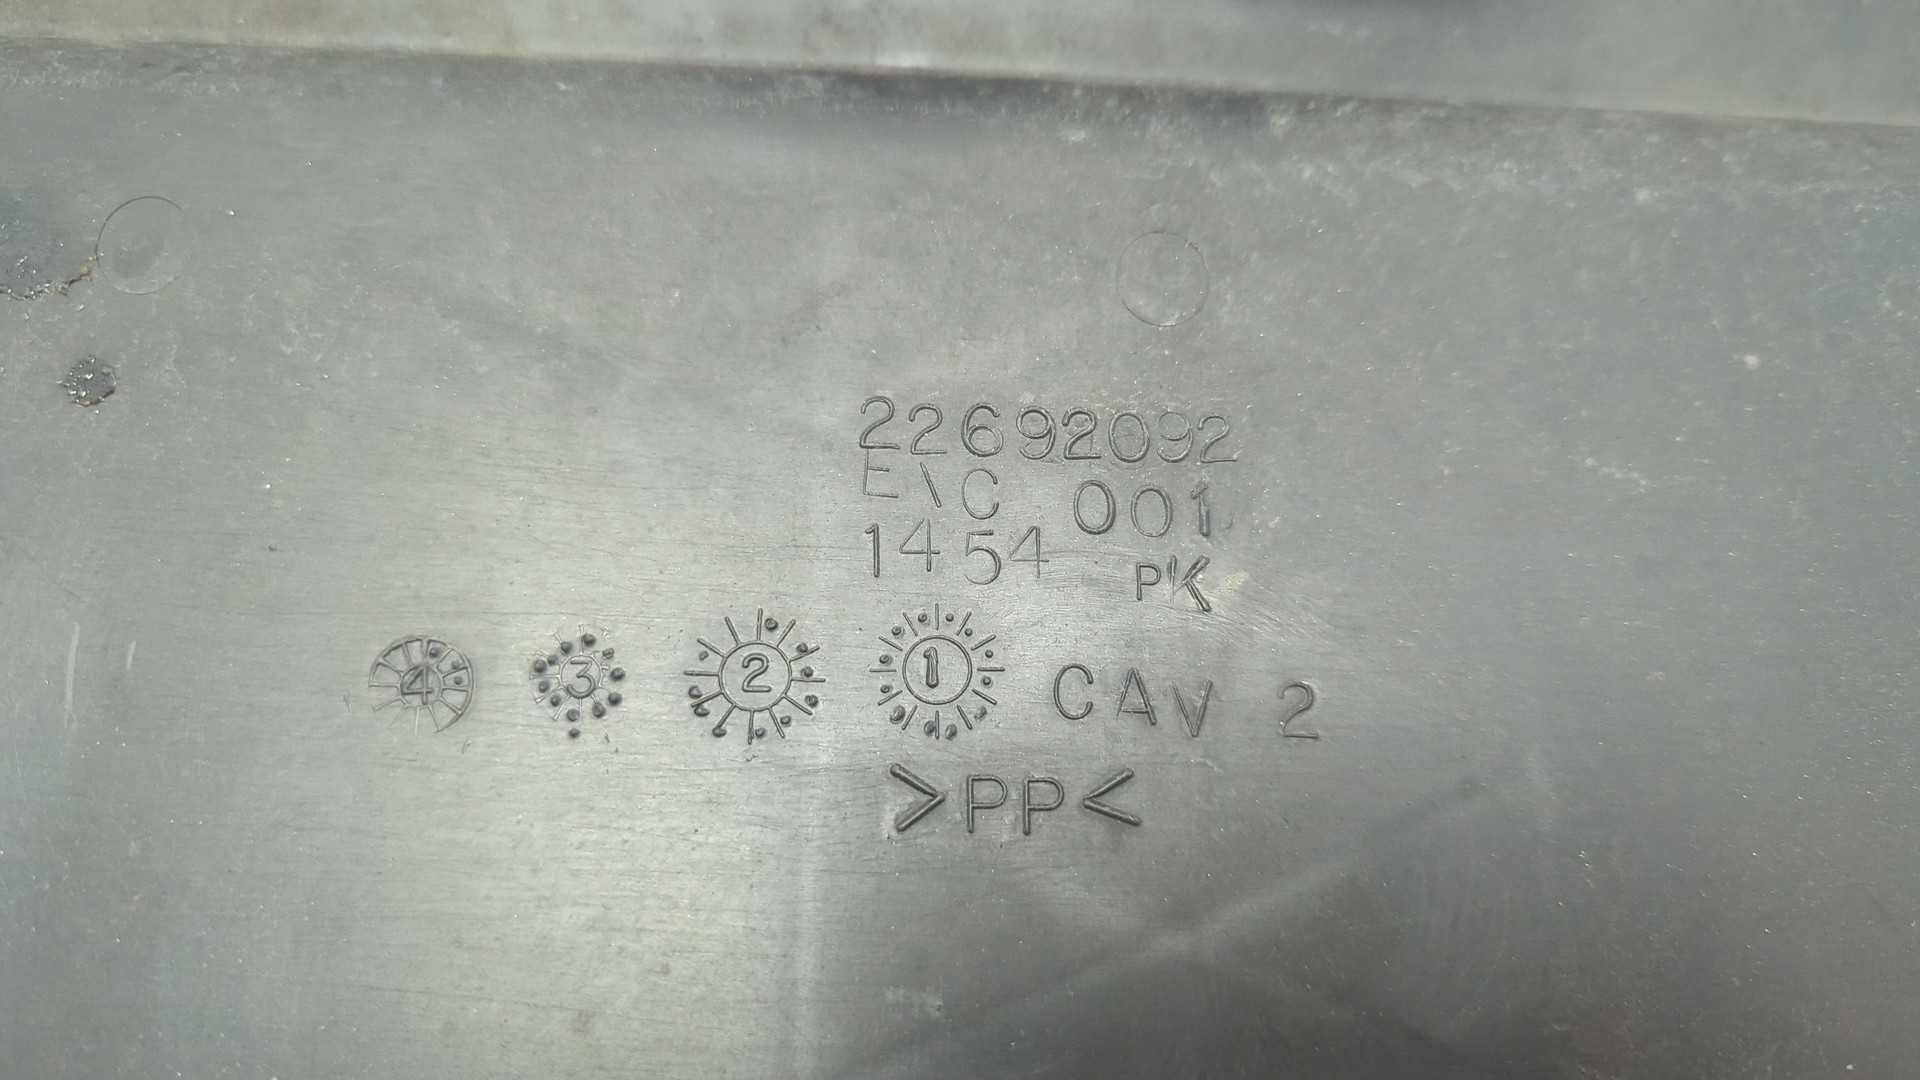 22692092
E\C 001
1454 PK
4 3 2 1 CAV 2
>PP<